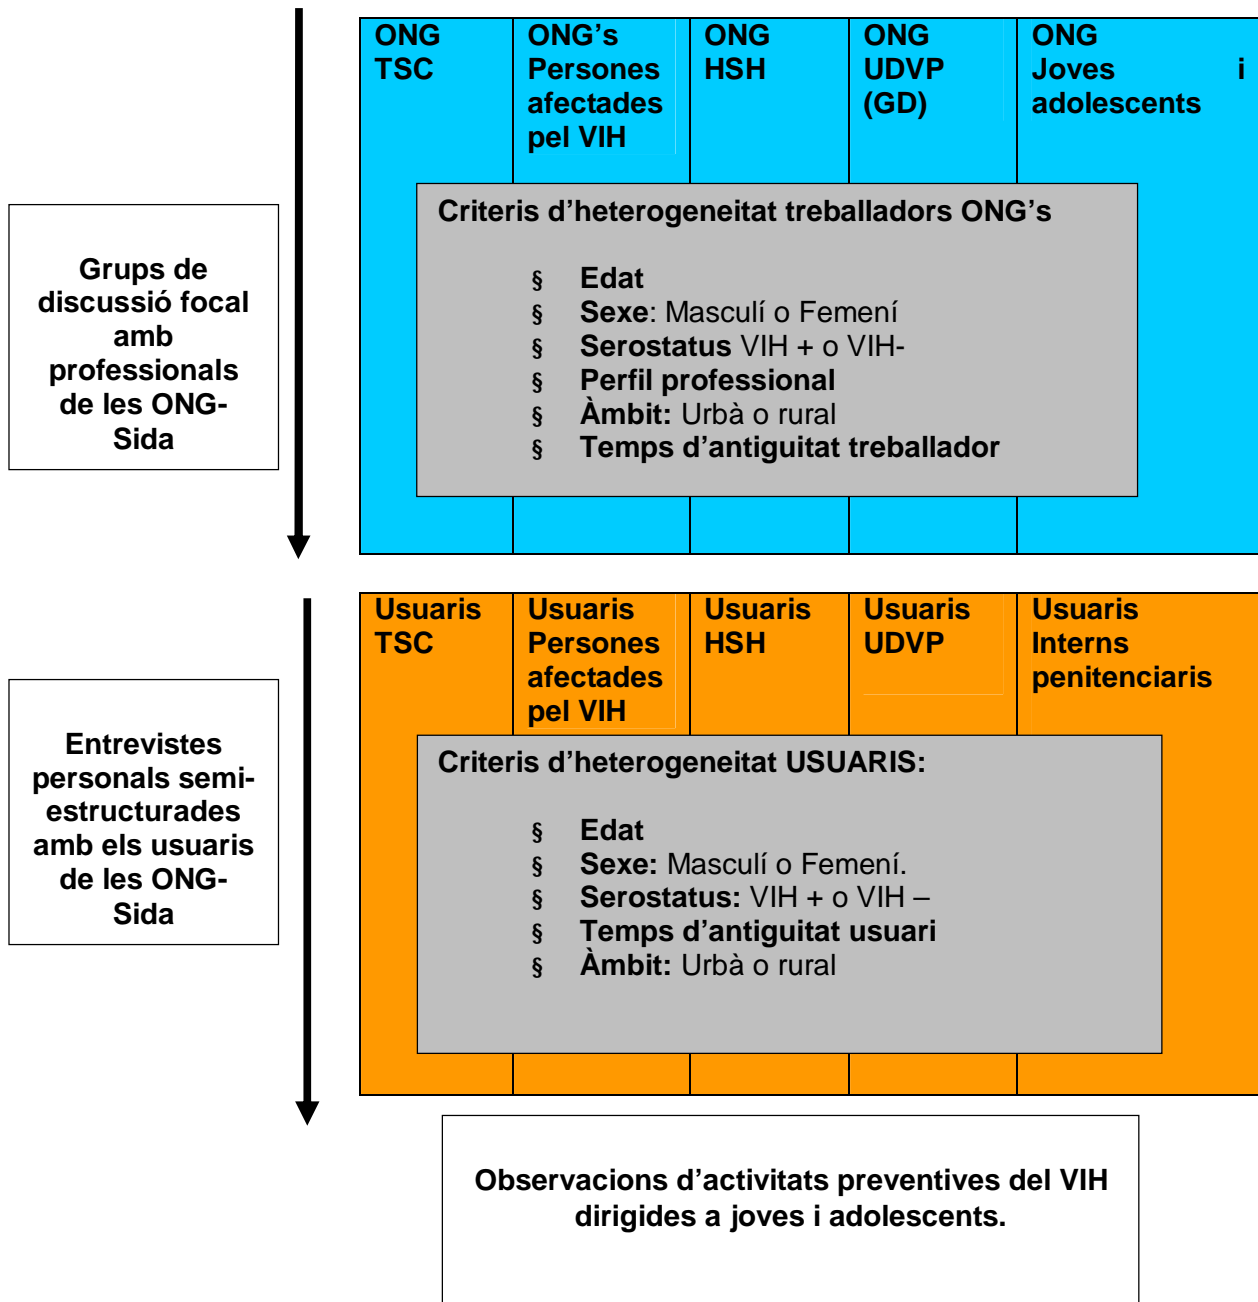 ONG
TSC
ONG's
Persones
afectades
pel VIH
ONG
HSH
ONG
UDVP
(GD)
ONG
Joves i
adolescents
Grups de
discussió focal
amb
professionals
de les ONG-
Sida
Criteris d'heterogeneitat treballadors ONG's
§ Edat
§ Sexe: Masculí o Femení
§ Serostatus VIH + o VIH-
§ Perfil professional
§ Àmbit: Urbà o rural
§ Temps d'antiguitat treballador
Usuaris
TSC
Usuaris
Persones
afectades
pel VIH
Usuaris
HSH
Usuaris
UDVP
Usuaris
Interns
penitenciaris
Entrevistes
personals semi-
estructurades
amb els usuaris
de les ONG-
Sida
Criteris d'heterogeneitat USUARIS:
§ Edat
§ Sexe: Masculí o Femení.
§ Serostatus: VIH + o VIH –
§ Temps d'antiguitat usuari
§ Àmbit: Urbà o rural
Observacions d'activitats preventives del VIH
dirigides a joves i adolescents.